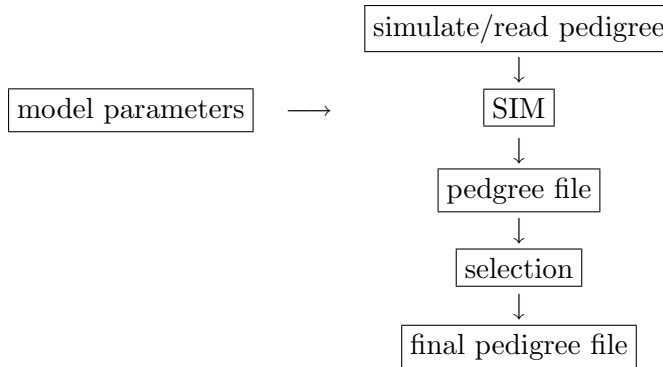 simulate/read pedigree
model parameters
SIM
pedgree file
selection
final pedigree file